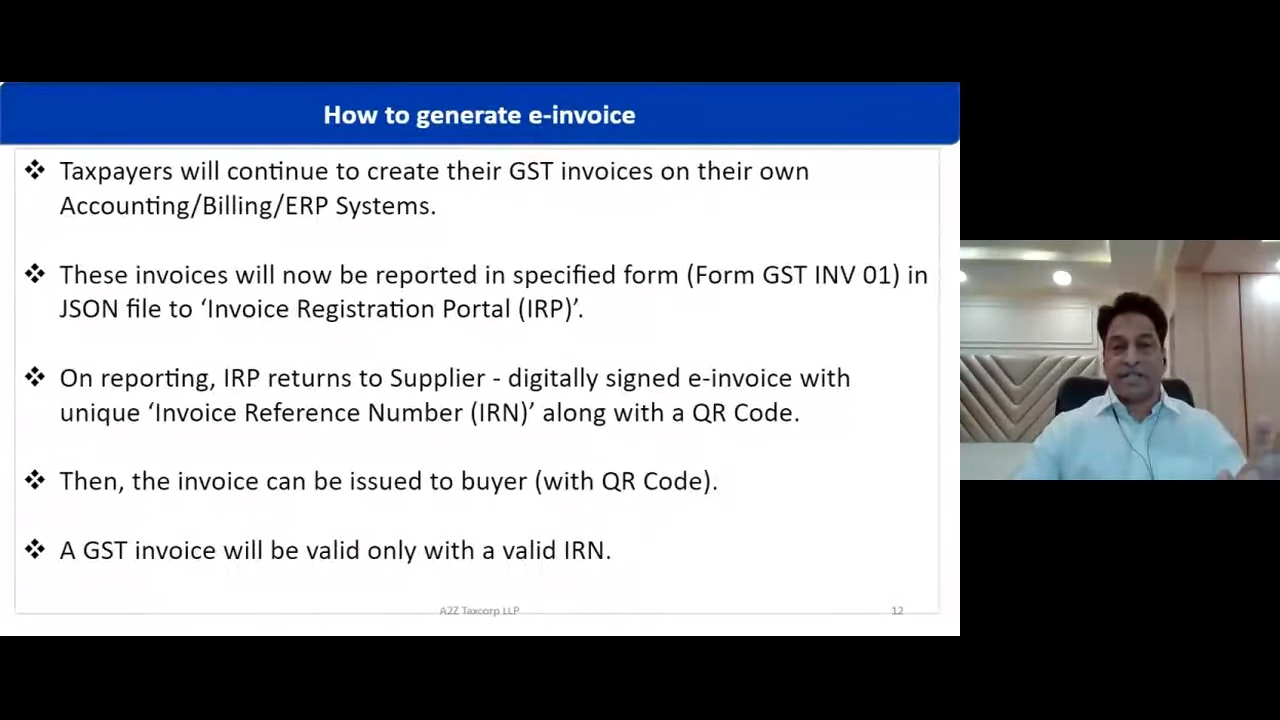 How to generate e-invoice
❖ Taxpayers will continue to create their GST invoices on their own
Accounting/Billing/ERP Systems.
❖ These invoices will now be reported in specified form (Form GST INV 01) in
JSON file to ‘Invoice Registration Portal (IRP)’.
❖ On reporting, IRP returns to Supplier - digitally signed e-invoice with
unique ‘Invoice Reference Number (IRN)’ along with a QR Code.
❖ Then, the invoice can be issued to buyer (with QR Code).
❖ A GST invoice will be valid only with a valid IRN.
A2Z Taxcorp LLP
12